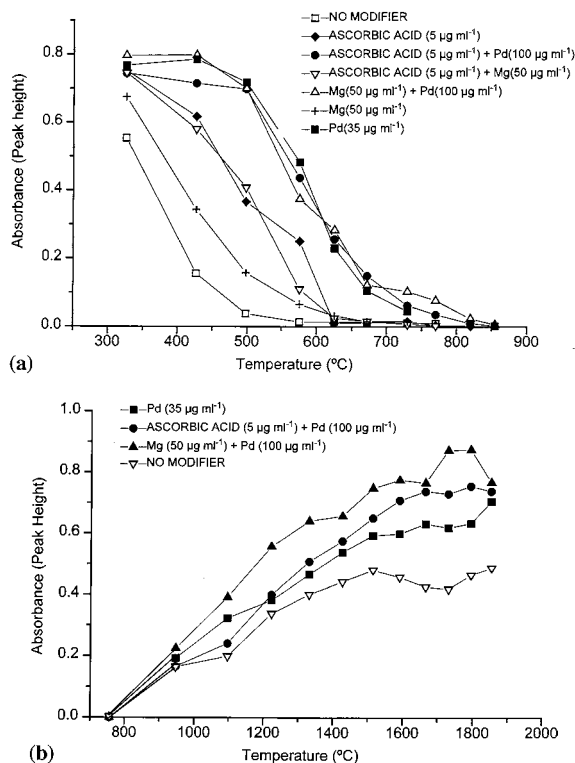 NO MODIFIER
ASCORBIC ACID (5 µg ml⁻¹)
ASCORBIC ACID (5 µg ml⁻¹) + Pd(100 µg ml⁻¹)
ASCORBIC ACID (5 µg ml⁻¹) + Mg(50 µg ml⁻¹)
Mg(50 µg ml⁻¹) + Pd(100 µg ml⁻¹)
Mg(50 µg ml⁻¹)
Pd(35 µg ml⁻¹)
Absorbance (Peak height)
0.8
0.6
0.4
0.2
0.0
300 400 500 600 700 800 900
Temperature (ºC)
(a)
Pd (35 µg ml⁻¹)
ASCORBIC ACID (5 µg ml⁻¹) + Pd (100 µg ml⁻¹)
Mg (50 µg ml⁻¹) + Pd (100 µg ml⁻¹)
NO MODIFIER
Absorbance (Peak Height)
1.0
0.8
0.6
0.4
0.2
0.0
800 1000 1200 1400 1600 1800 2000
Temperature (ºC)
(b)